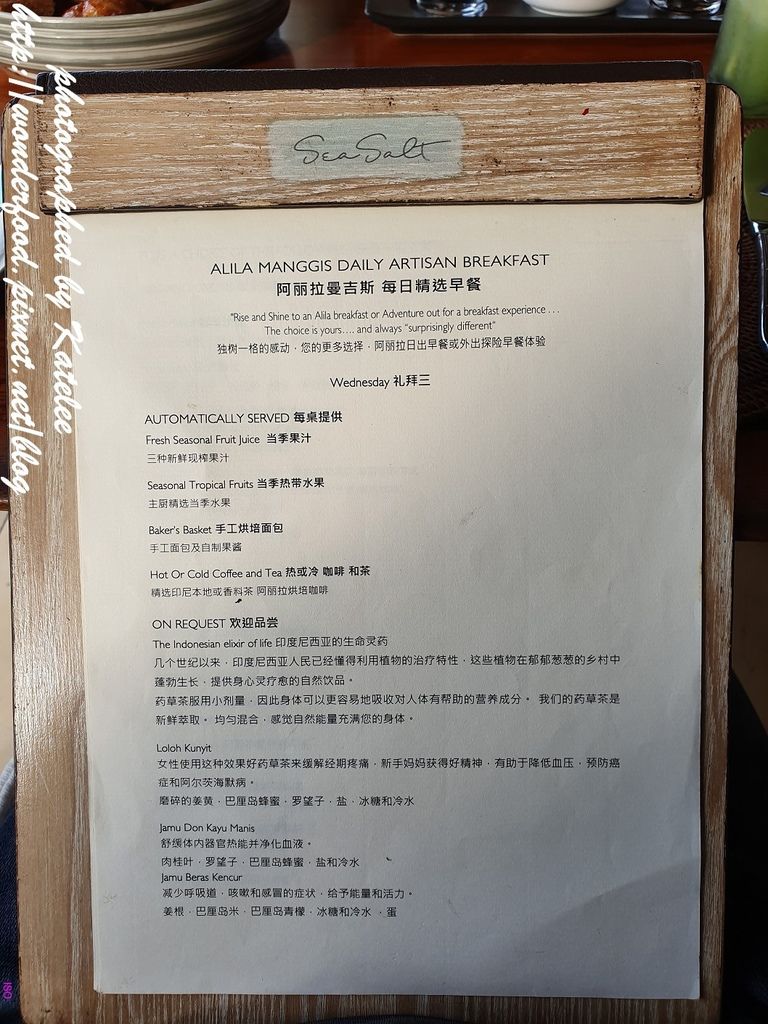 photographed by Katelee
http://wonderfood.pixnet.net/blog
Sea Salt
ALILA MANGGIS DAILY ARTISAN BREAKFAST
阿丽拉曼吉斯 每日精选早餐
"Rise and Shine to an Alila breakfast or Adventure out for a breakfast experience . . .
The choice is yours…. and always "surprisingly different"
独树一格的感动，您的更多选择，阿丽拉日出早餐或外出探险早餐体验
Wednesday 礼拜三
AUTOMATICALLY SERVED 每桌提供
Fresh Seasonal Fruit Juice 当季果汁
三种新鲜现榨果汁
Seasonal Tropical Fruits 当季热带水果
主厨精选当季水果
Baker's Basket 手工烘培面包
手工面包及自制果酱
Hot Or Cold Coffee and Tea 热或冷 咖啡 和茶
精选印尼本地或香料茶 阿丽拉烘培咖啡
ON REQUEST 欢迎品尝
The Indonesian elixir of life 印度尼西亚的生命灵药
几个世纪以来，印度尼西亚人民已经懂得利用植物的治疗特性，这些植物在郁郁葱葱的乡村中
蓬勃生长，提供身心灵疗愈的自然饮品。
药草茶服用小剂量，因此身体可以更容易地吸收对人体有帮助的营养成分。 我们的药草茶是
新鲜萃取。 均匀混合，感觉自然能量充满您的身体。
Loloh Kunyit
女性使用这种效果好药草茶来缓解经期疼痛，新手妈妈获得好精神，有助于降低血压，预防癌
症和阿尔茨海默病。
磨碎的姜黄，巴厘岛蜂蜜，罗望子，盐，冰糖和冷水
Jamu Don Kayu Manis
舒缓体内器官热能并净化血液。
肉桂叶，罗望子，巴厘岛蜂蜜，盐和冷水
Jamu Beras Kencur
减少呼吸道，咳嗽和感冒的症状，给予能量和活力。
姜根，巴厘岛米，巴厘岛青檬，冰糖和冷水 ，蛋
ISO: